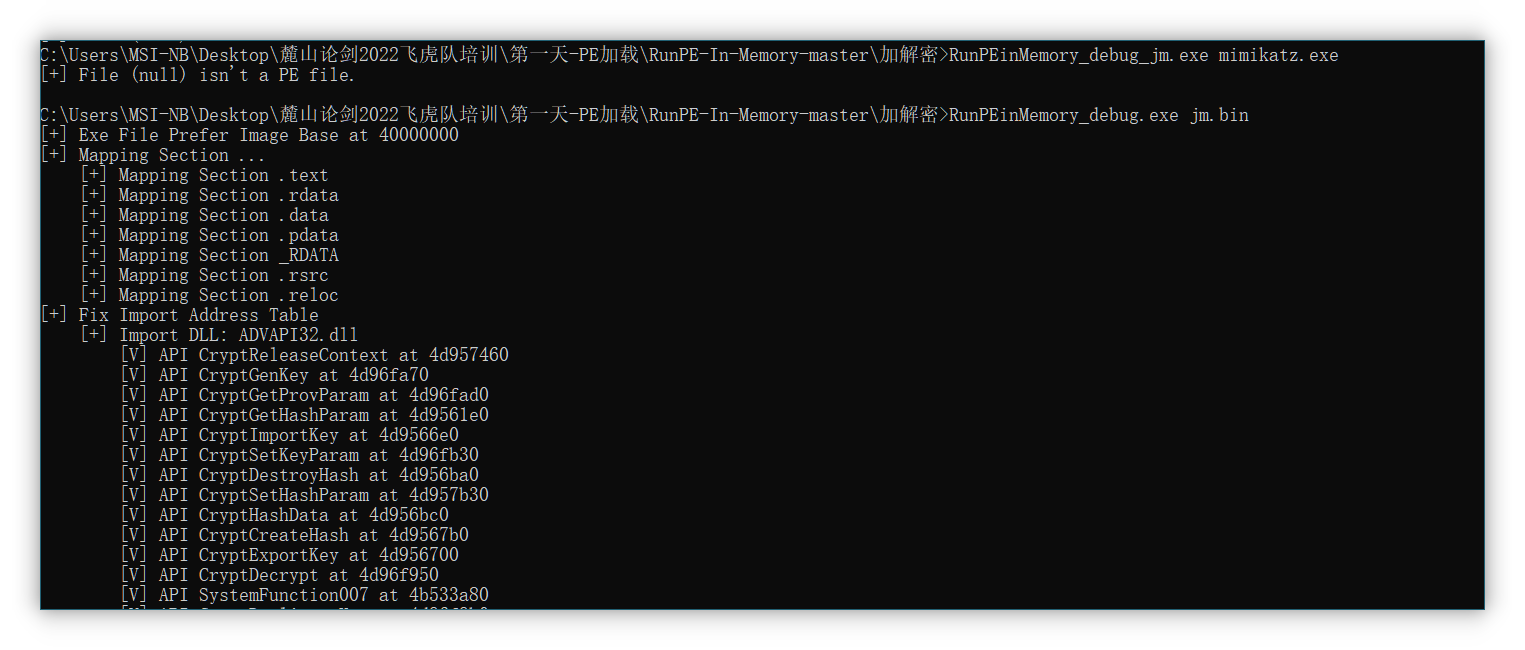 C:\Users\MSI-NB\Desktop\麓山论剑2022飞虎队培训\第一天-PE加载\RunPE-In-Memory-master\加解密>RunPEinMemory_debug_jm.exe mimikatz.exe
[+] File (null) isn't a PE file.
C:\Users\MSI-NB\Desktop\麓山论剑2022飞虎队培训\第一天-PE加载\RunPE-In-Memory-master\加解密>RunPEinMemory_debug.exe jm.bin
[+] Exe File Prefer Image Base at 40000000
[+] Mapping Section ...
[+] Mapping Section .text
[+] Mapping Section .rdata
[+] Mapping Section .data
[+] Mapping Section .pdata
[+] Mapping Section _RDATA
[+] Mapping Section .rsrc
[+] Mapping Section .reloc
[+] Fix Import Address Table
[+] Import DLL: ADVAPI32.dll
[V] API CryptReleaseContext at 4d957460
[V] API CryptGenKey at 4d96fa70
[V] API CryptGetProvParam at 4d96fad0
[V] API CryptGetHashParam at 4d9561e0
[V] API CryptImportKey at 4d9566e0
[V] API CryptSetKeyParam at 4d96fb30
[V] API CryptDestroyHash at 4d956ba0
[V] API CryptSetHashParam at 4d957b30
[V] API CryptHashData at 4d956bc0
[V] API CryptCreateHash at 4d9567b0
[V] API CryptExportKey at 4d956700
[V] API CryptDecrypt at 4d96f950
[V] API SystemFunction007 at 4b533a80